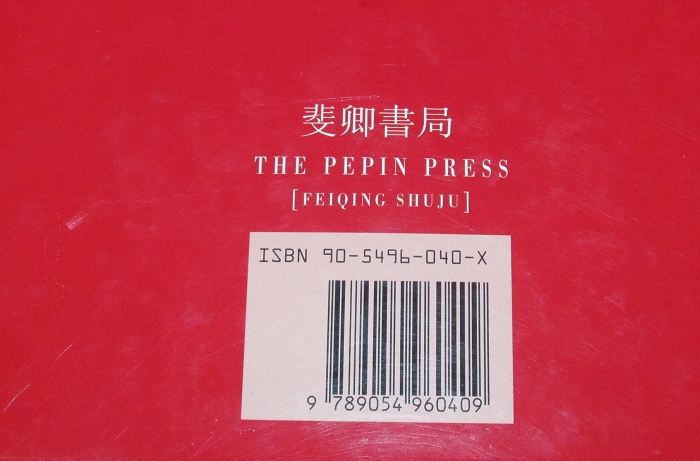 斐卿書局
THE PEPIN PRESS
[FEIQING SHUJU]
ISBN 90-5496-040-X
9 789054 960409